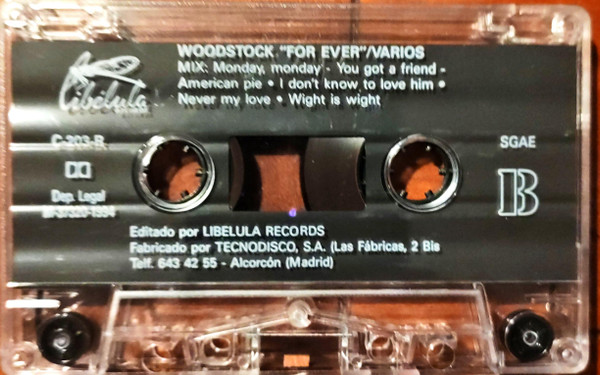 WOODSTOCK "FOR EVER"/VARIOS
MIX: Monday, monday - You got a friend -
American pie • I don't know to love him •
Never my love • Wight is wight
Libélula
C-203-R
SGAE
Dep. Legal
B
Editado por LIBELULA RECORDS
Fabricado por TECNODISCO, S.A. (Las Fábricas, 2 Bis
Telf. 643 42 55 - Alcorcón (Madrid)